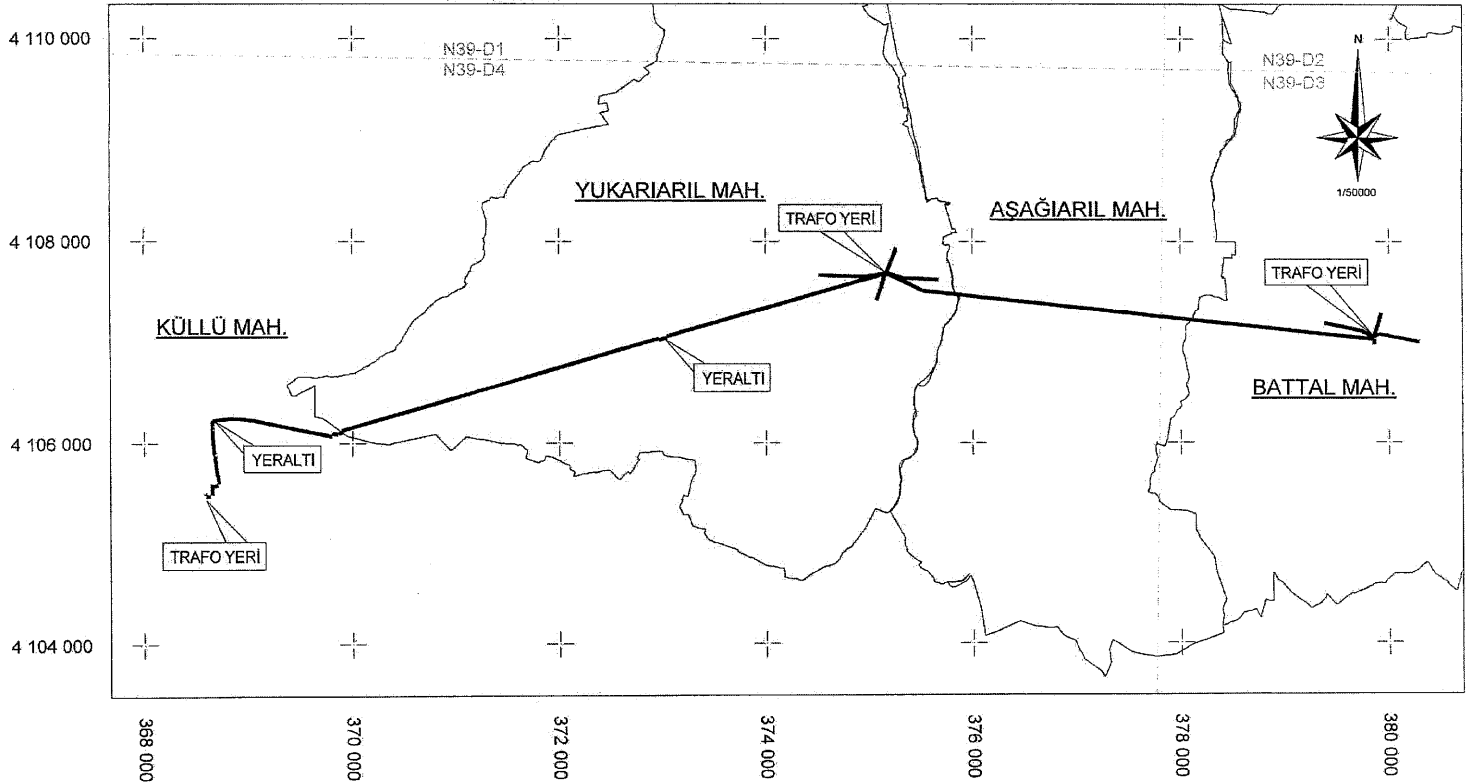 4 110 000
N39-D1
N39-D4
N39-D2
N39-D3
N
1/50000
YUKARIARIL MAH.
TRAFO YERİ
AŞAĞIARIL MAH.
4 108 000
TRAFO YERİ
KÜLLÜ MAH.
YERALTI
BATTAL MAH.
4 106 000
YERALTI
TRAFO YERİ
4 104 000
368 000
370 000
372 000
374 000
376 000
378 000
380 000